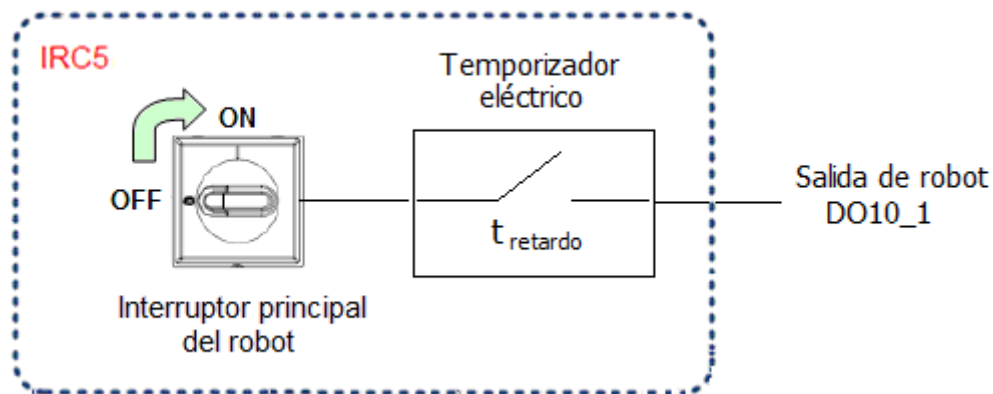 IRC5
Temporizador
eléctrico
ON
OFF
t retardo
Salida de robot
DO10_1
Interruptor principal
del robot